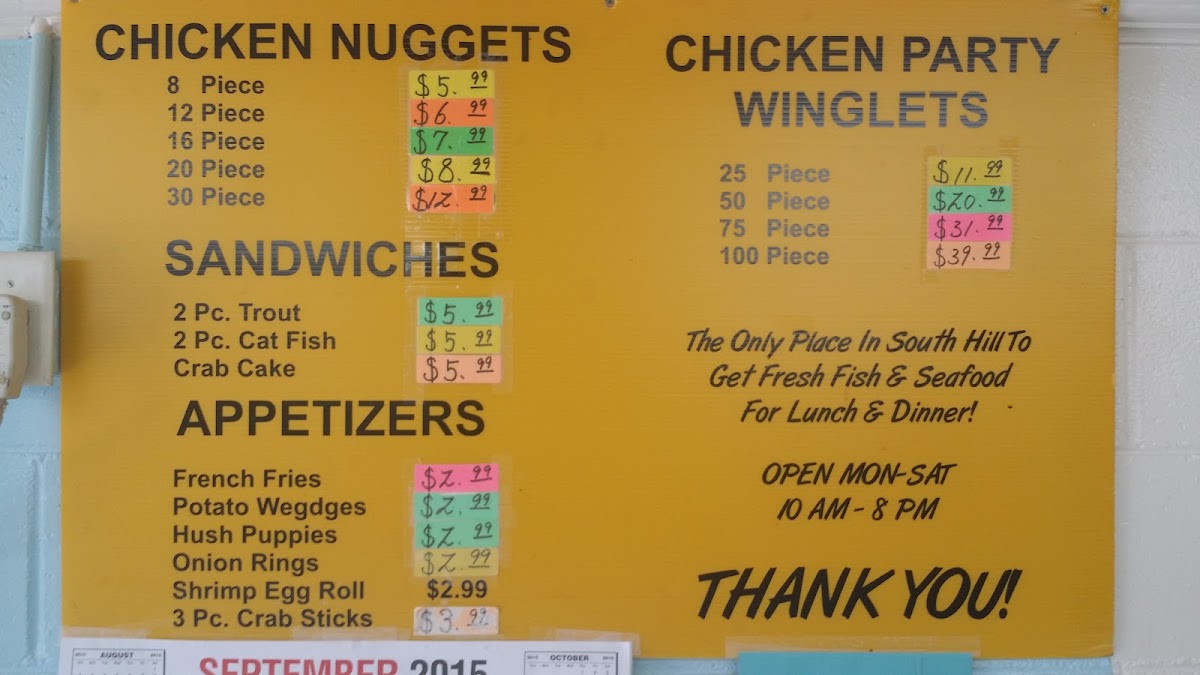 CHICKEN NUGGETS
8 Piece $5.99
12 Piece $6.99
16 Piece $7.99
20 Piece $8.99
30 Piece $12.99
SANDWICHES
2 Pc. Trout $5.99
2 Pc. Cat Fish $5.99
Crab Cake $5.99
APPETIZERS
French Fries $2.99
Potato Wegdges $2.99
Hush Puppies $2.99
Onion Rings $2.99
Shrimp Egg Roll $2.99
3 Pc. Crab Sticks $3.99
CHICKEN PARTY
WINGLETS
25 Piece $11.99
50 Piece $20.99
75 Piece $31.99
100 Piece $39.99
The Only Place In South Hill To
Get Fresh Fish & Seafood
For Lunch & Dinner!
OPEN MON-SAT
10 AM - 8 PM
THANK YOU!
AUGUST
SEPTEMBER 2015
OCTOBER